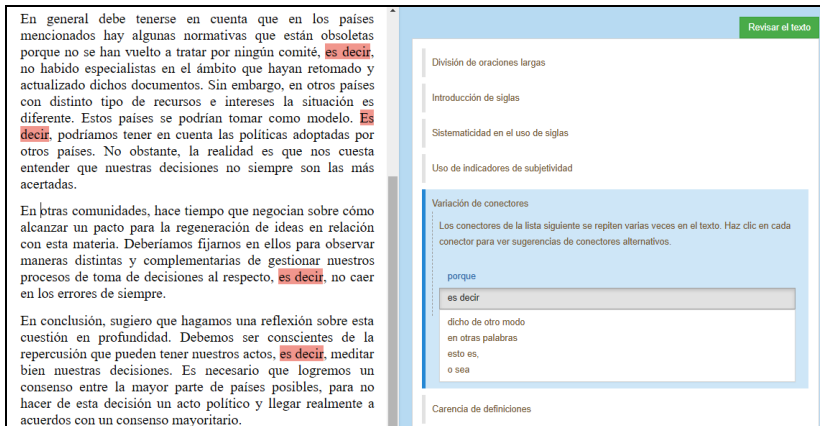 En general debe tenerse en cuenta que en los países
mencionados hay algunas normativas que están obsoletas
porque no se han vuelto a tratar por ningún comité, es decir,
no habido especialistas en el ámbito que hayan retomado y
actualizado dichos documentos. Sin embargo, en otros países
con distinto tipo de recursos e intereses la situación es
diferente. Estos países se podrían tomar como modelo. Es
decir, podríamos tener en cuenta las políticas adoptadas por
otros países. No obstante, la realidad es que nos cuesta
entender que nuestras decisiones no siempre son las más
acertadas.
En otras comunidades, hace tiempo que negocian sobre cómo
alcanzar un pacto para la regeneración de ideas en relación
con esta materia. Deberíamos fijarnos en ellos para observar
maneras distintas y complementarias de gestionar nuestros
procesos de toma de decisiones al respecto, es decir, no caer
en los errores de siempre.
En conclusión, sugiero que hagamos una reflexión sobre esta
cuestión en profundidad. Debemos ser conscientes de la
repercusión que pueden tener nuestros actos, es decir, meditar
bien nuestras decisiones. Es necesario que logremos un
consenso entre la mayor parte de países posibles, para no
hacer de esta decisión un acto político y llegar realmente a
acuerdos con un consenso mayoritario.
Revisar el texto
División de oraciones largas
Introducción de siglas
Sistematicidad en el uso de siglas
Uso de indicadores de subjetividad
Variación de conectores
Los conectores de la lista siguiente se repiten varias veces en el texto. Haz clic en cada
conector para ver sugerencias de conectores alternativos.
porque
es decir
dicho de otro modo
en otras palabras
esto es,
o sea
Carencia de definiciones